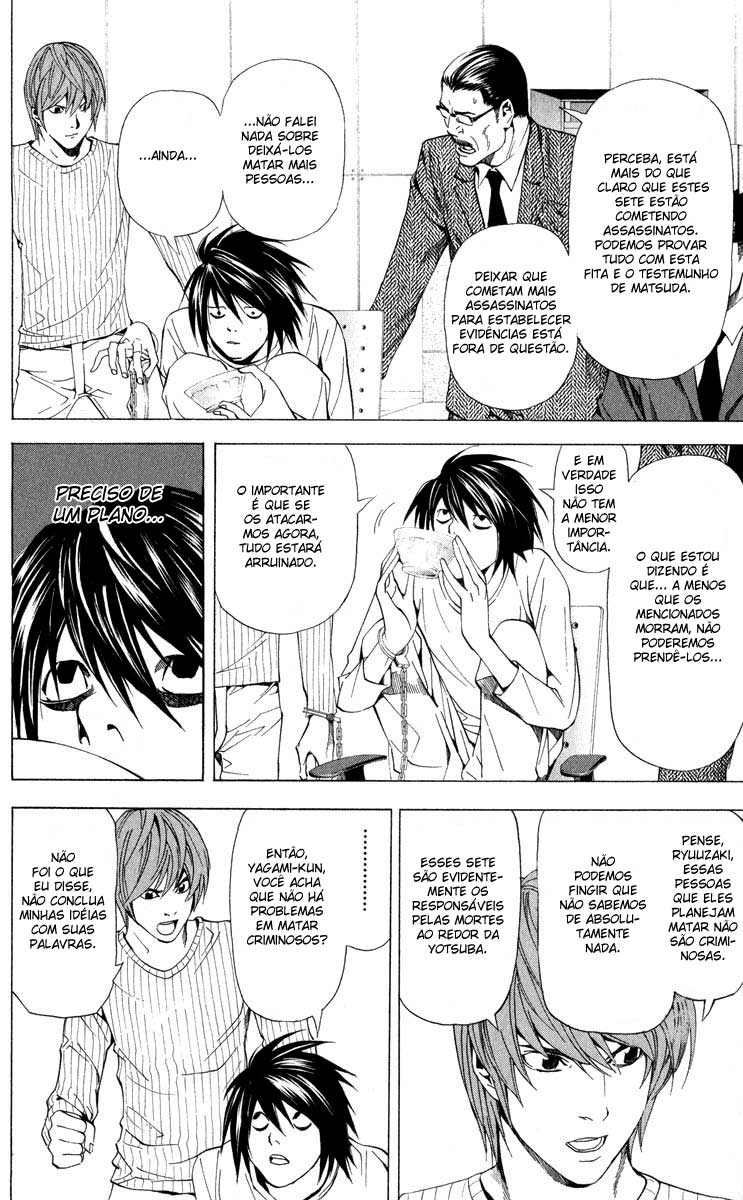 PERCEBA, ESTÁ
MAIS DO QUE
CLARO QUE ESTES
SETE ESTÃO
COMETENDO
ASSASSINATOS.
PODEMOS PROVAR
TUDO COM ESTA
FITA E O TESTEMUNHO
DE MATSUDA.
DEIXAR QUE
COMETAM MAIS
ASSASSINATOS
PARA ESTABELECER
EVIDÊNCIAS ESTÁ
FORA DE QUESTÃO.
...NÃO FALEI
NADA SOBRE
DEIXÁ-LOS
MATAR MAIS
PESSOAS...
...AINDA...
O QUE ESTOU
DIZENDO É
QUE... A MENOS
QUE OS
MENCIONADOS
MORRAM, NÃO
PODEREMOS
PRENDÊ-LOS...
E EM
VERDADE
ISSO
NÃO TEM
A MENOR
IMPOR-
TÂNCIA.
O IMPORTANTE
É QUE SE
OS ATACAR-
MOS AGORA,
TUDO ESTARÁ
ARRUINADO.
PRECISO DE
UM PLANO...
PENSE,
RYUUZAKI,
ESSAS
PESSOAS
QUE ELES
PLANEJAM
MATAR NÃO
SÃO CRIMI-
NOSAS.
NÃO
PODEMOS
FINGIR QUE
NÃO SABEMOS
DE ABSOLU-
TAMENTE
NADA.
ESSES SETE
SÃO EVIDENTE-
MENTE OS
RESPONSÁVEIS
PELAS MORTES
AO REDOR DA
YOTSUBA.
..........
ENTÃO,
YAGAMI-KUN,
VOCÊ ACHA
QUE NÃO HÁ
PROBLEMAS
EM MATAR
CRIMINOSOS?
NÃO
FOI O QUE
EU DISSE,
NÃO CONCLUA
MINHAS IDÉIAS
COM SUAS
PALAVRAS.